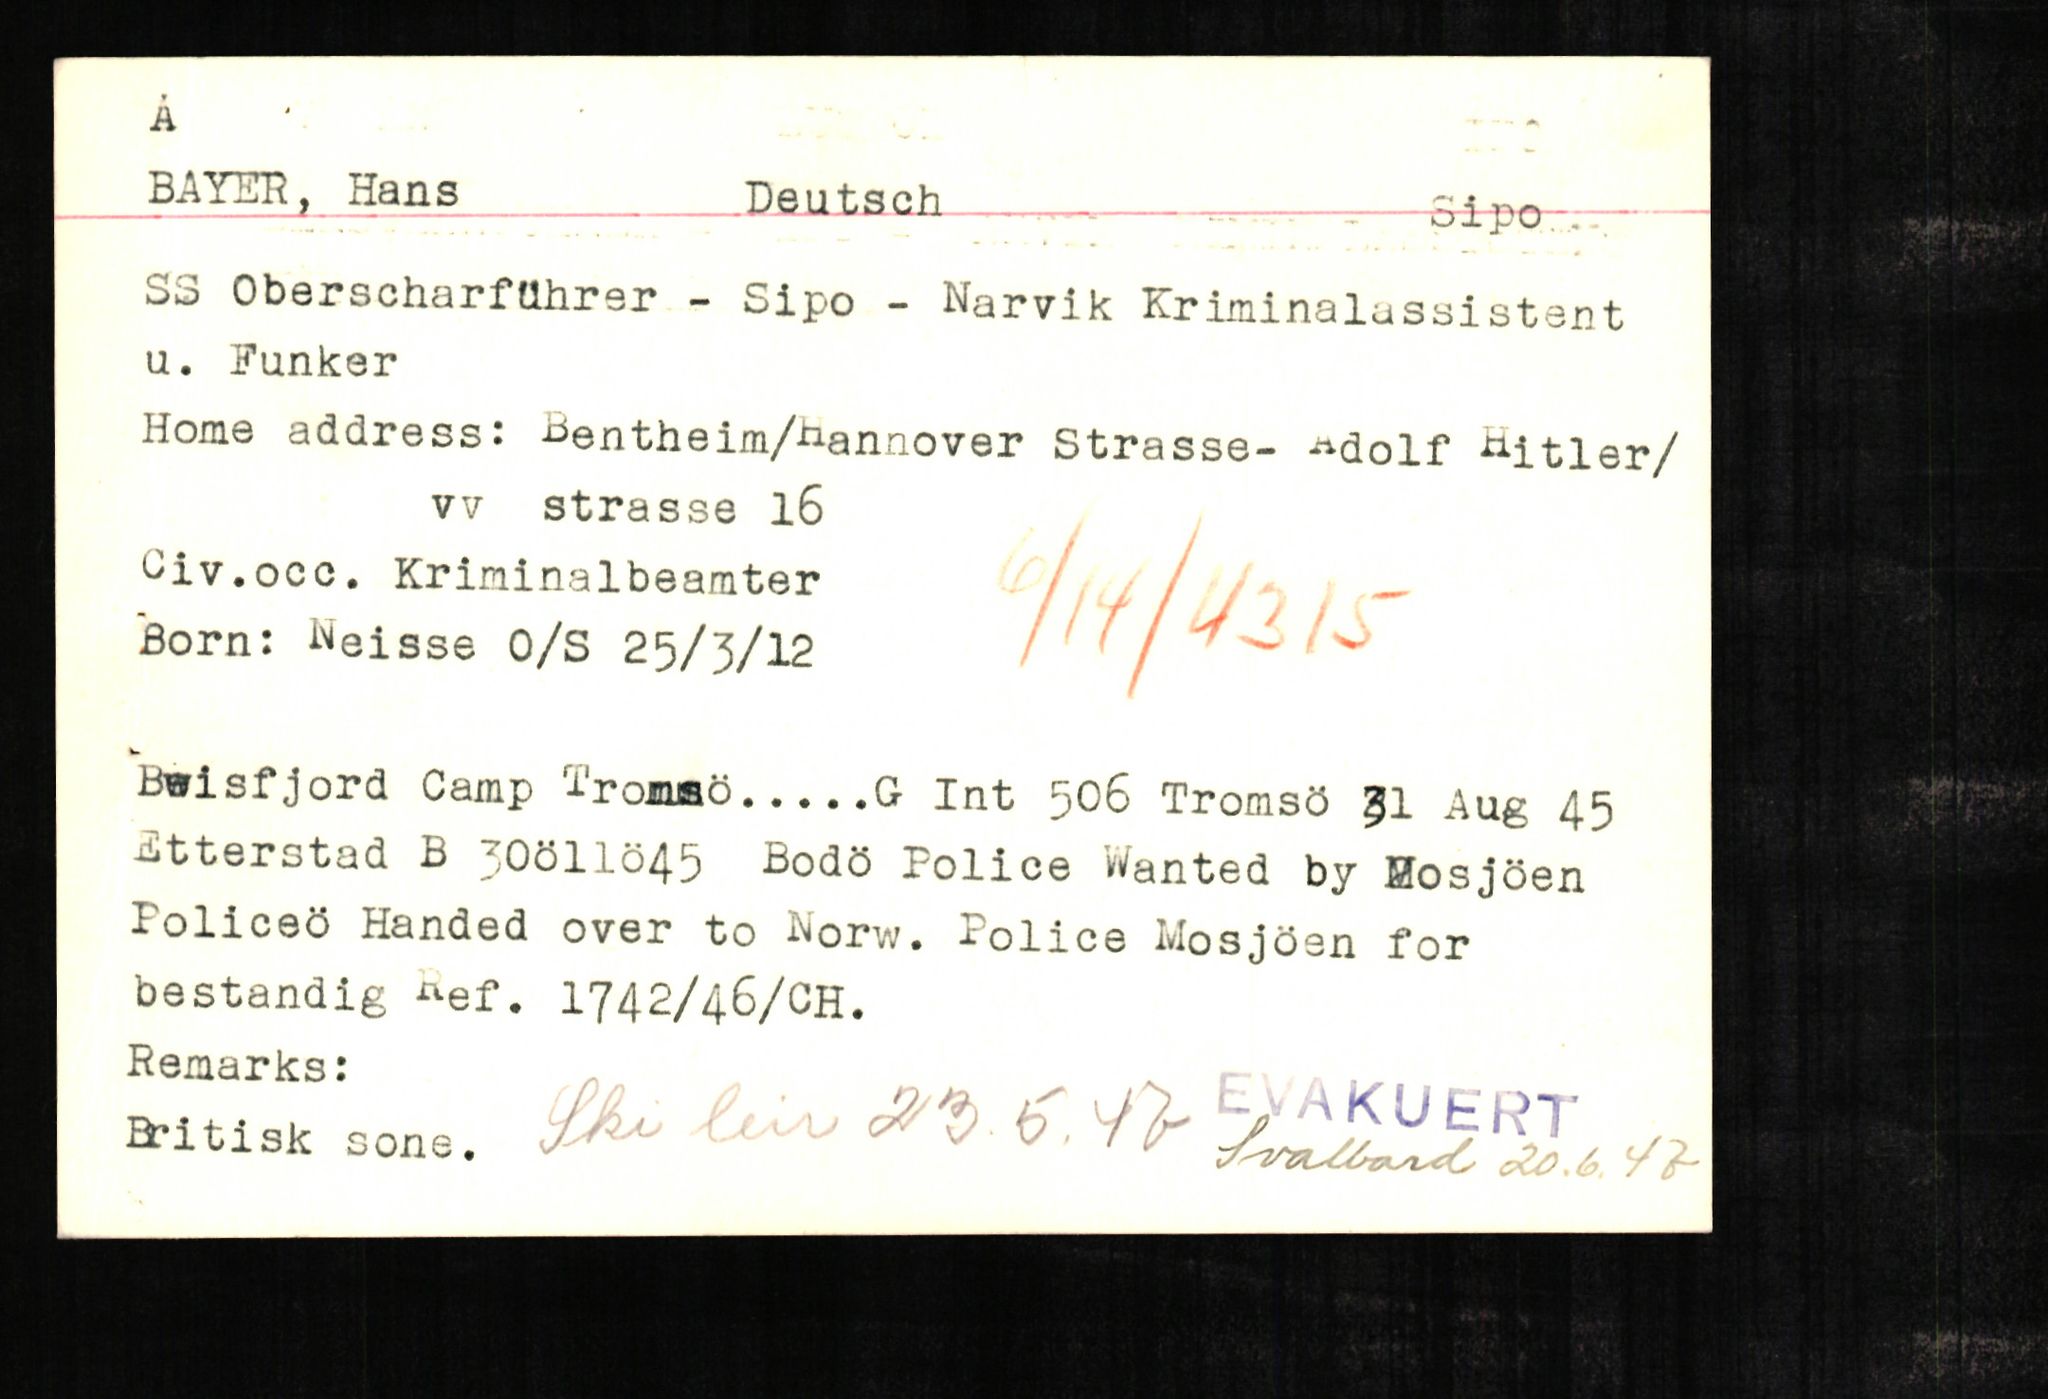 A
BAYER, Hans Deutsch Sipo
SS Oberscharführer - Sipo - Narvik Kriminalassistent
u. Funker
Home address: Bentheim/Hannover Strasse- Adolf Hitler/
vv strasse 16
Civ.occ. Kriminalbeamter
6/14/4315
Born: Neisse O/S 25/3/12
Beisfjord Camp Tromsö.....G Int 506 Tromsö 31 Aug 45
Etterstad B 30öllö45 Bodö Police Wanted by Mosjöen
Policeö Handed over to Norw. Police Mosjöen for
bestandig Ref. 1742/46/CH.
Remarks:
Britisk sone. Ski leir 23.5.47 EVAKUERT
Svalbard 20.6.47